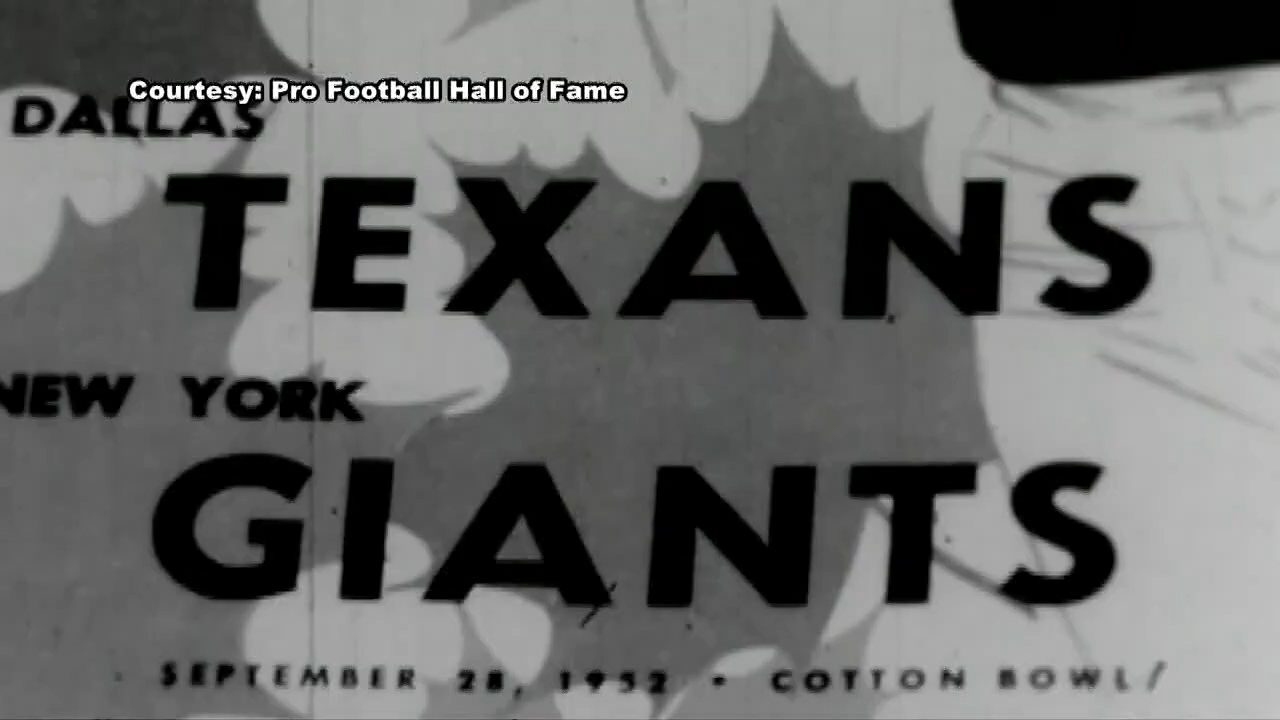 Courtesy: Pro Football Hall of Fame
DALLAS
TEXANS
NEW YORK
GIANTS
SEPTEMBER 28, 1952 • COTTON BOWL